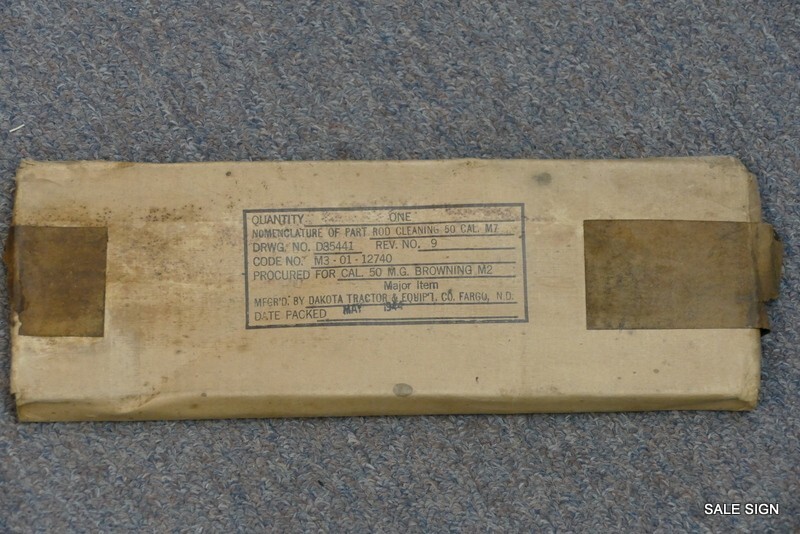 QUANTITY ONE
NOMENCLATURE OF PART ROD CLEANING 50 CAL. M7
DRWG. NO. D35441 REV. NO. 9
CODE NO. M3-01-12740
PROCURED FOR CAL. 50 M.G. BROWNING M2
Major Item
MFGR'D. BY DAKOTA TRACTOR & EQUIP'T. CO. FARGO, N.D.
DATE PACKED MAY 1944
SALE SIGN